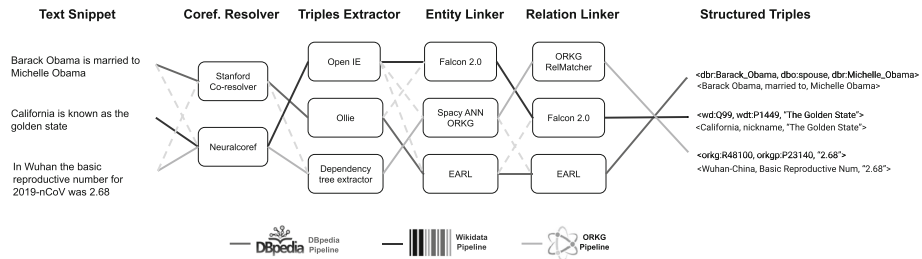 Text Snippet
Coref. Resolver
Triples Extractor
Entity Linker
Relation Linker
Structured Triples
Barack Obama is married to
Michelle Obama
California is known as the
golden state
In Wuhan the basic
reproductive number for
2019-nCoV was 2.68
Stanford
Co-resolver
Neuralcoref
Open IE
Ollie
Dependency
tree extractor
Falcon 2.0
Spacy ANN
ORKG
EARL
ORKG
RelMatcher
Falcon 2.0
EARL
<dbr:Barack_Obama, dbo:spouse, dbr:Michelle_Obama>
<Barack Obama, married to, Michelle Obama>
<wd:Q99, wdt:P1449, "The Golden State">
<California, nickname, "The Golden State">
<orkg:R48100, orkgp:P23140, "2.68">
<Wuhan-China, Basic Reproductive Num, "2.68">
DBpedia
DBpedia
Pipeline
Wikidata
Pipeline
ORKG
Pipeline